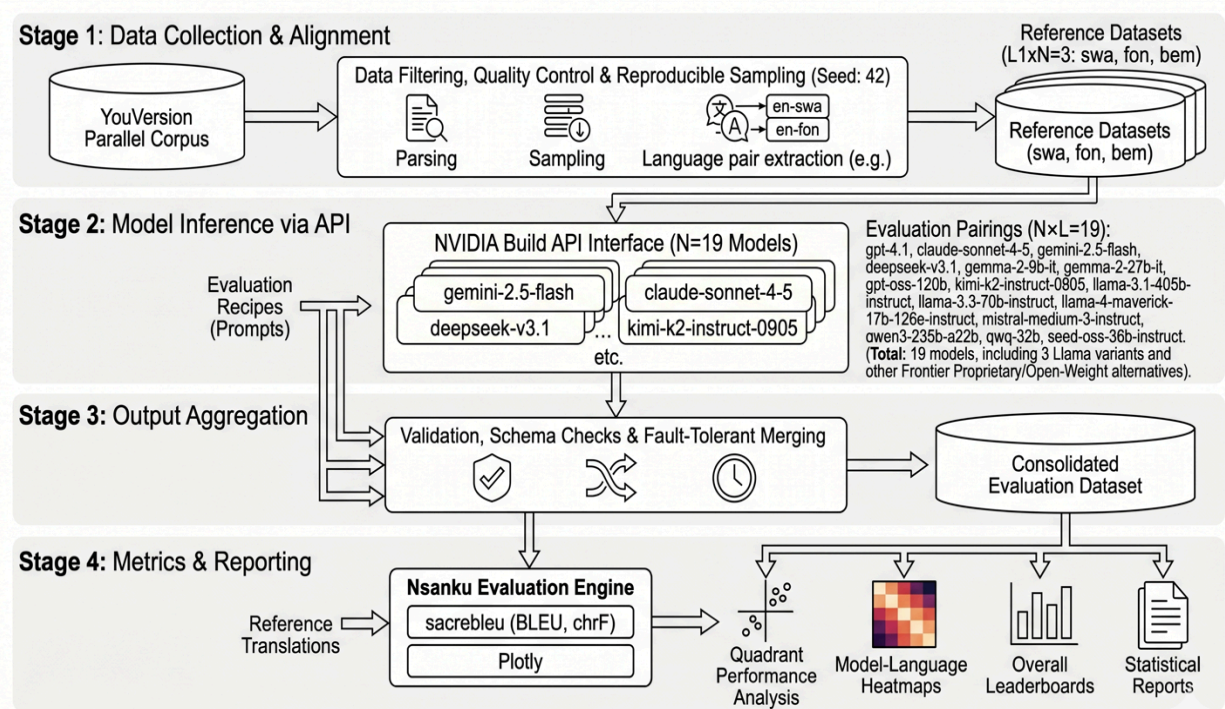 Stage 1: Data Collection & Alignment
YouVersion
Parallel Corpus
Data Filtering, Quality Control & Reproducible Sampling (Seed: 42)
Parsing
Sampling
文
A
en-swa
en-fon
Language pair extraction (e.g.)
Reference Datasets
(L1xN=3: swa, fon, bem)
Reference Datasets
(swa, fon, bem)
Stage 2: Model Inference via API
Evaluation
Recipes
(Prompts)
NVIDIA Build API Interface (N=19 Models)
gemini-2.5-flash
claude-sonnet-4-5
deepseek-v3.1
...
kimi-k2-instruct-0905
etc.
Evaluation Pairings (N×L=19):
gpt-4.1, claude-sonnet-4-5, gemini-2.5-flash,
deepseek-v3.1, gemma-2-9b-it, gemma-2-27b-it,
gpt-oss-120b, kimi-k2-instruct-0905, llama-3.1-405b-
instruct, llama-3.3-70b-instruct, llama-4-maverick-
17b-126e-instruct, mistral-medium-3-instruct,
qwen3-235b-a22b, qwq-32b, seed-oss-36b-instruct.
(Total: 19 models, including 3 Llama variants and
other Frontier Proprietary/Open-Weight alternatives).
Stage 3: Output Aggregation
Validation, Schema Checks & Fault-Tolerant Merging
Consolidated
Evaluation Dataset
Stage 4: Metrics & Reporting
Reference
Translations
Nsanku Evaluation Engine
sacrebleu (BLEU, chrF)
Plotly
Quadrant
Performance
Analysis
Model-Language
Heatmaps
Overall
Leaderboards
Statistical
Reports